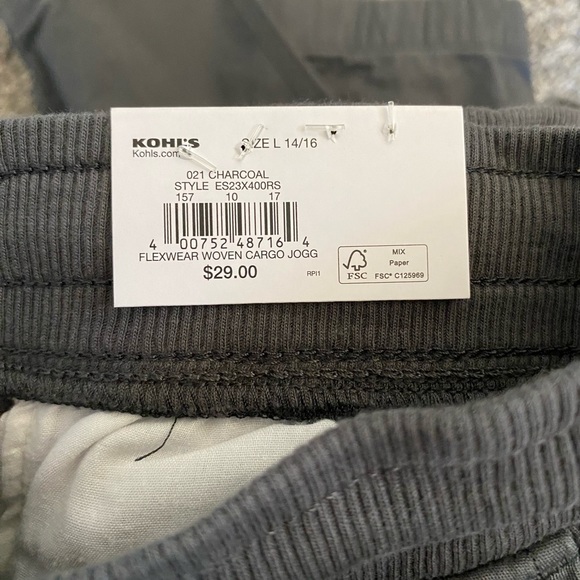 KOHL'S SIZE L 14/16
Kohls.com
021 CHARCOAL
STYLE ES23X400RS
157 10 17
4 00752 48716 4
FLEXWEAR WOVEN CARGO JOGG
$29.00
RPI1
FSC
MIX
Paper
FSC® C125969